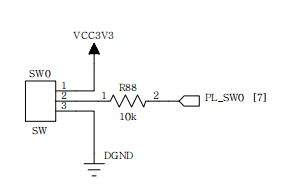 VCC3V3
SW0
1
2
3
SW
1
R88
10k
2
PL_SW0 [7]
DGND